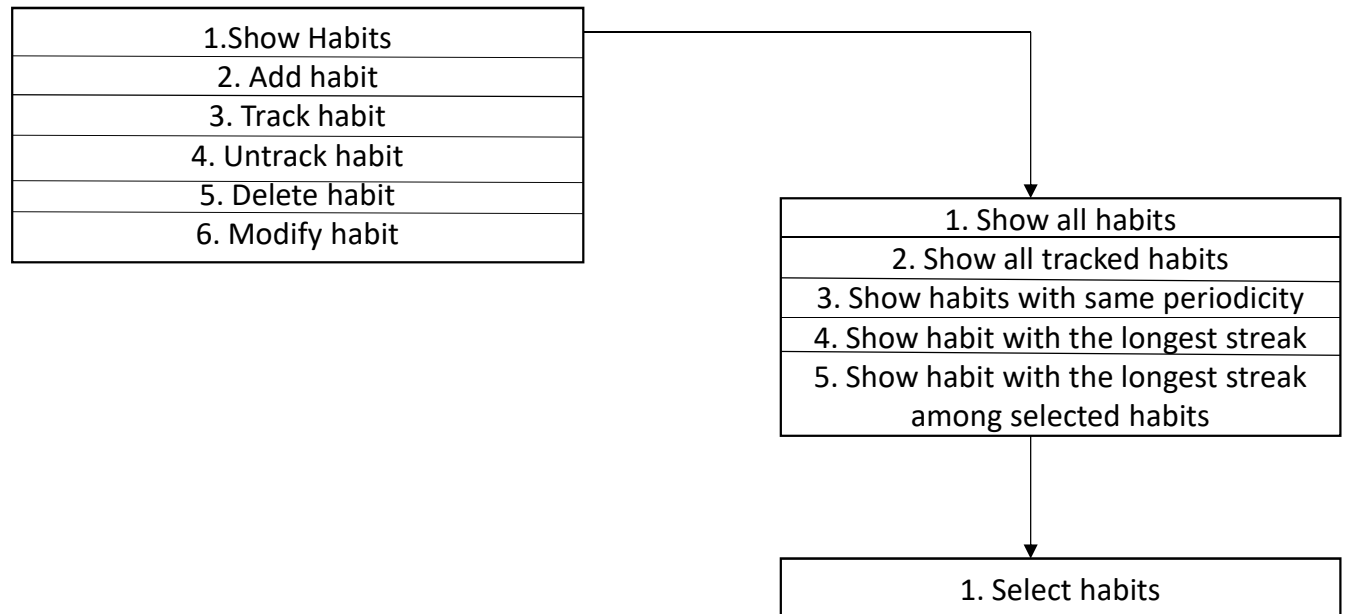 1.Show Habits
2. Add habit
3. Track habit
4. Untrack habit
5. Delete habit
6. Modify habit
1. Show all habits
2. Show all tracked habits
3. Show habits with same periodicity
4. Show habit with the longest streak
5. Show habit with the longest streak
among selected habits
1. Select habits